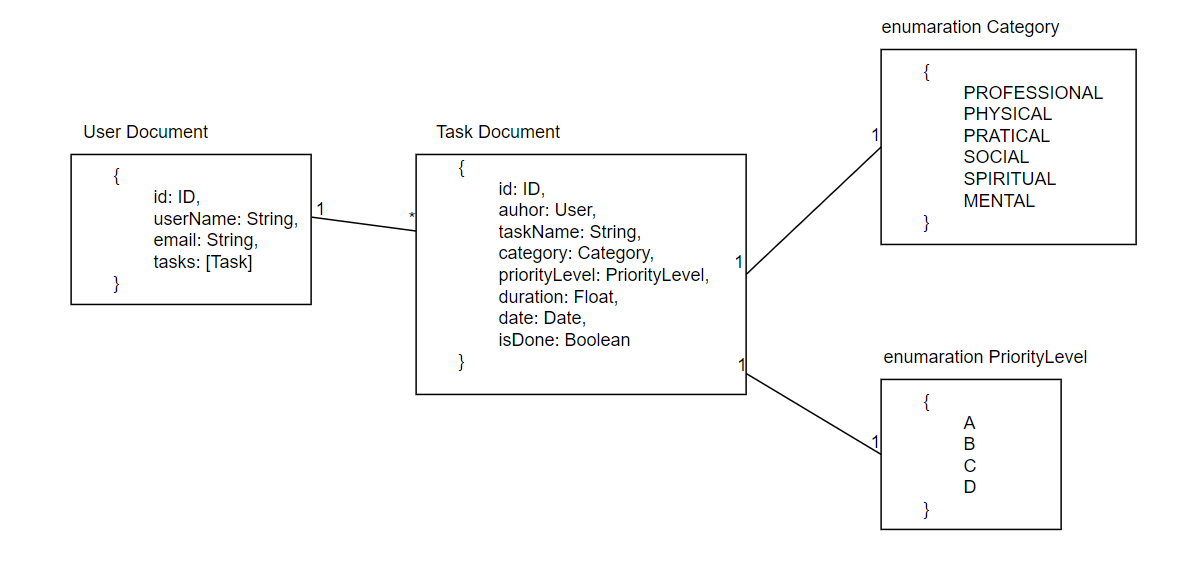 User Document
{
id: ID,
userName: String,
email: String,
tasks: [Task]
}
1
*
Task Document
{
id: ID,
auhor: User,
taskName: String,
category: Category,
priorityLevel: PriorityLevel,
duration: Float,
date: Date,
isDone: Boolean
}
1
1
enumaration Category
{
PROFESSIONAL
PHYSICAL
PRATICAL
SOCIAL
SPIRITUAL
MENTAL
}
1
1
enumaration PriorityLevel
{
A
B
C
D
}